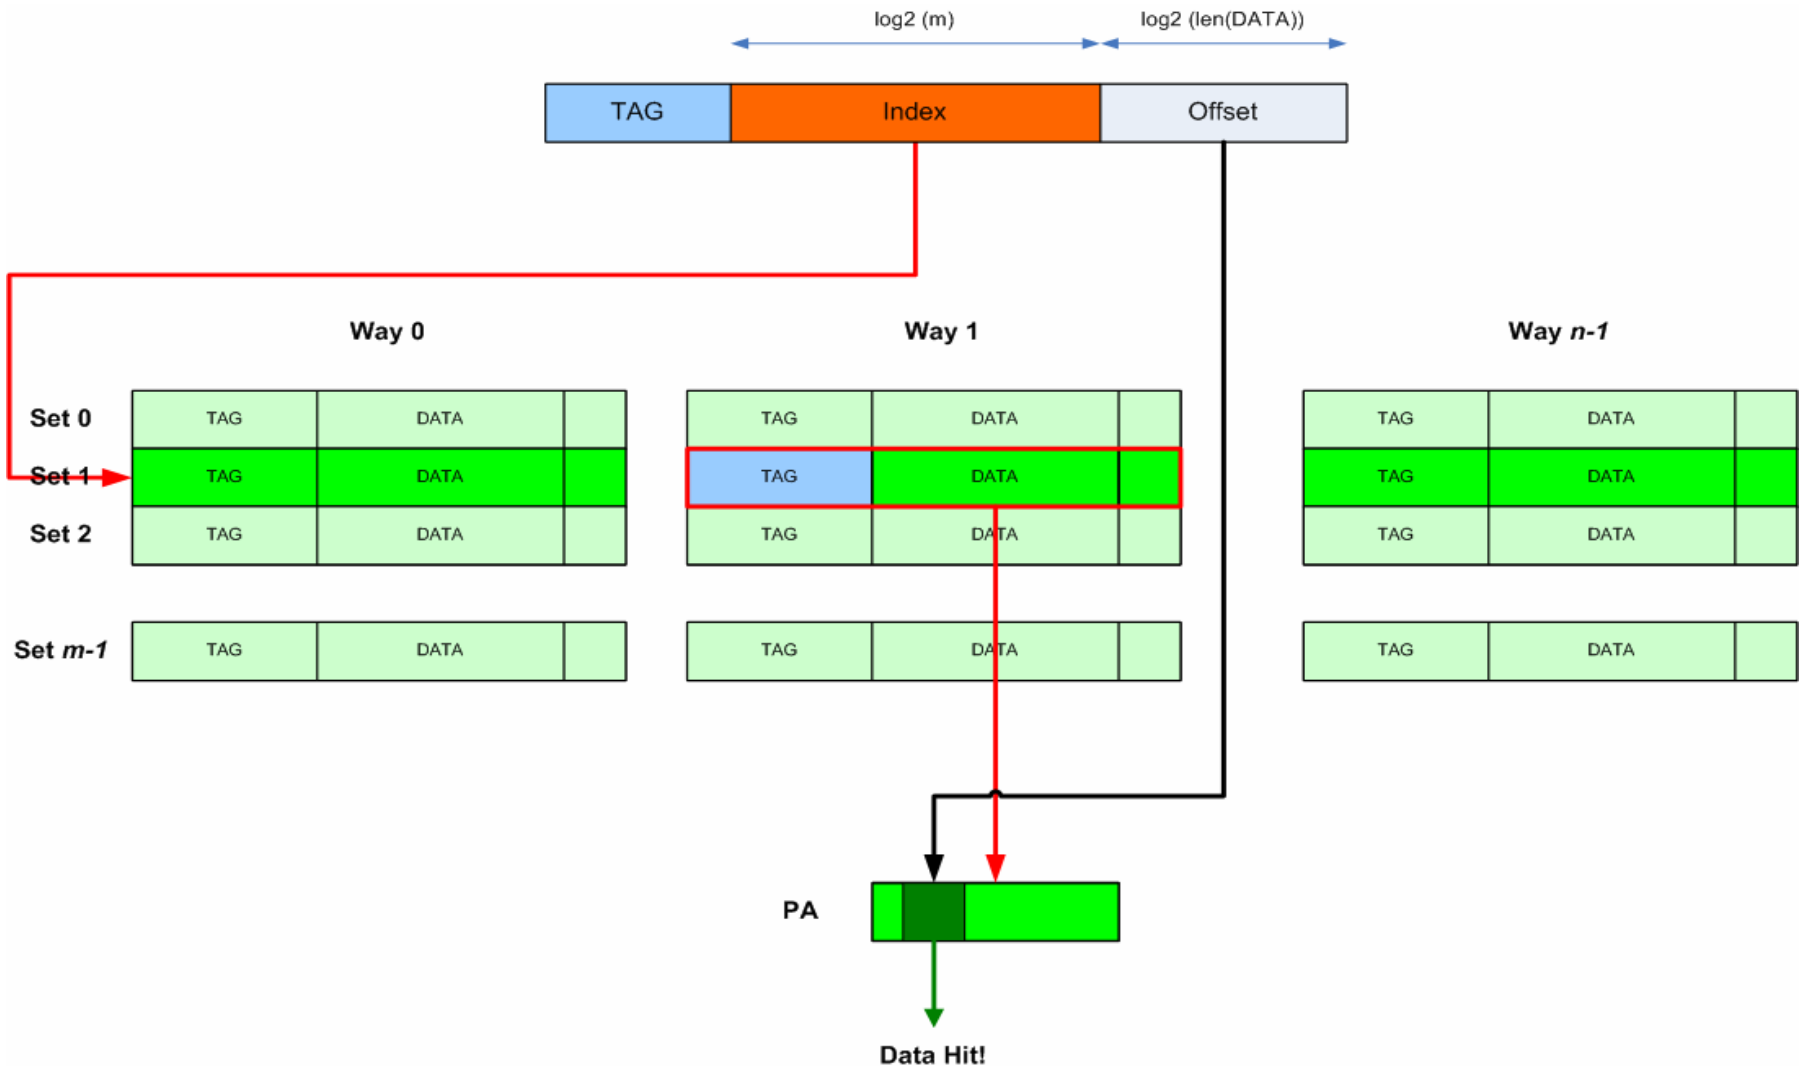 log2 (m) log2 (len(DATA))
TAG Index Offset
Way 0 Way 1 Way n-1
Set 0 TAG DATA TAG DATA TAG DATA
Set 1 TAG DATA TAG DATA TAG DATA
Set 2 TAG DATA TAG DATA TAG DATA
Set m-1 TAG DATA TAG DATA TAG DATA
PA
Data Hit!